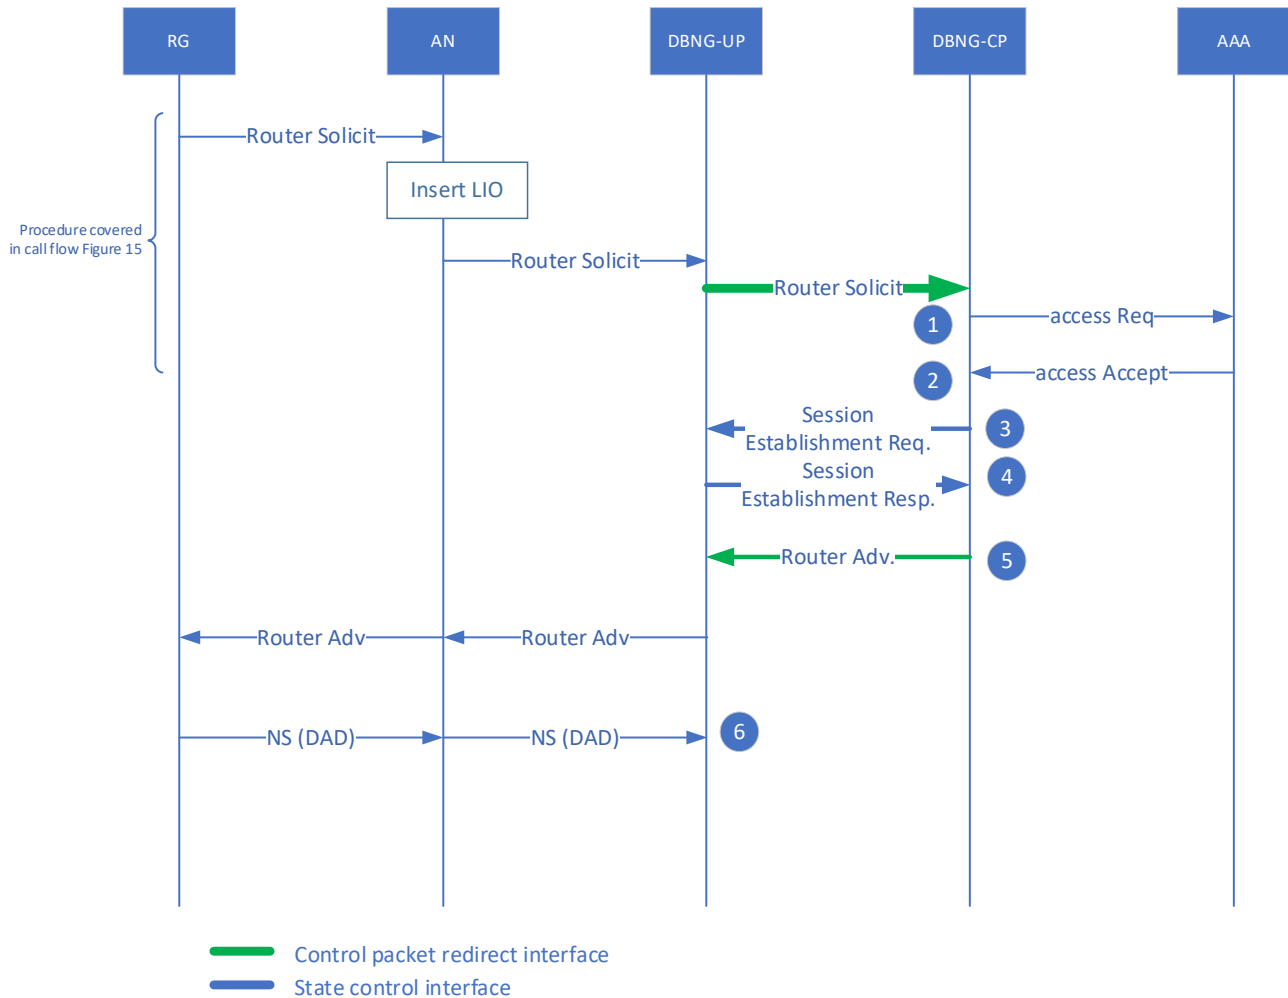 RG
AN
DBNG-UP
DBNG-CP
AAA
Router Solicit
Insert LIO
Procedure covered
in call flow Figure 15
Router Solicit
Router Solicit
1
access Req
2
access Accept
Session
Establishment Req.
3
Session
Establishment Resp.
4
Router Adv.
5
Router Adv
Router Adv
NS (DAD)
NS (DAD)
6
Control packet redirect interface
State control interface